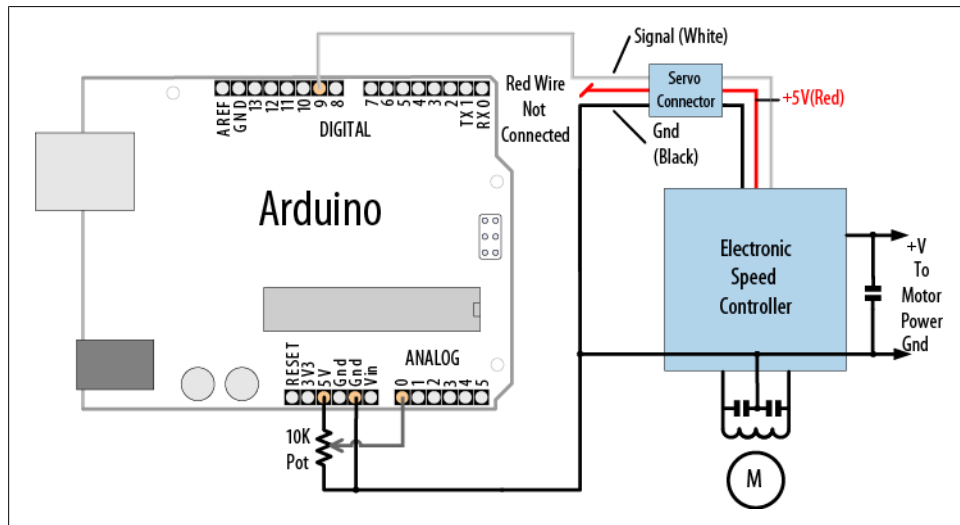 Signal (White)
Red Wire
Not
Connected
Servo
Connector
+5V(Red)
Gnd
(Black)
AREF
GND
13
12
11
10
9
8
7
6
5
4
3
2
TX 1
RX 0
DIGITAL
Arduino
Electronic
Speed
Controller
+V
To
Motor
Power
Gnd
ANALOG
RESET
3V3
5V
Gnd
Gnd
Vin
0
1
2
3
4
5
10K
Pot
M